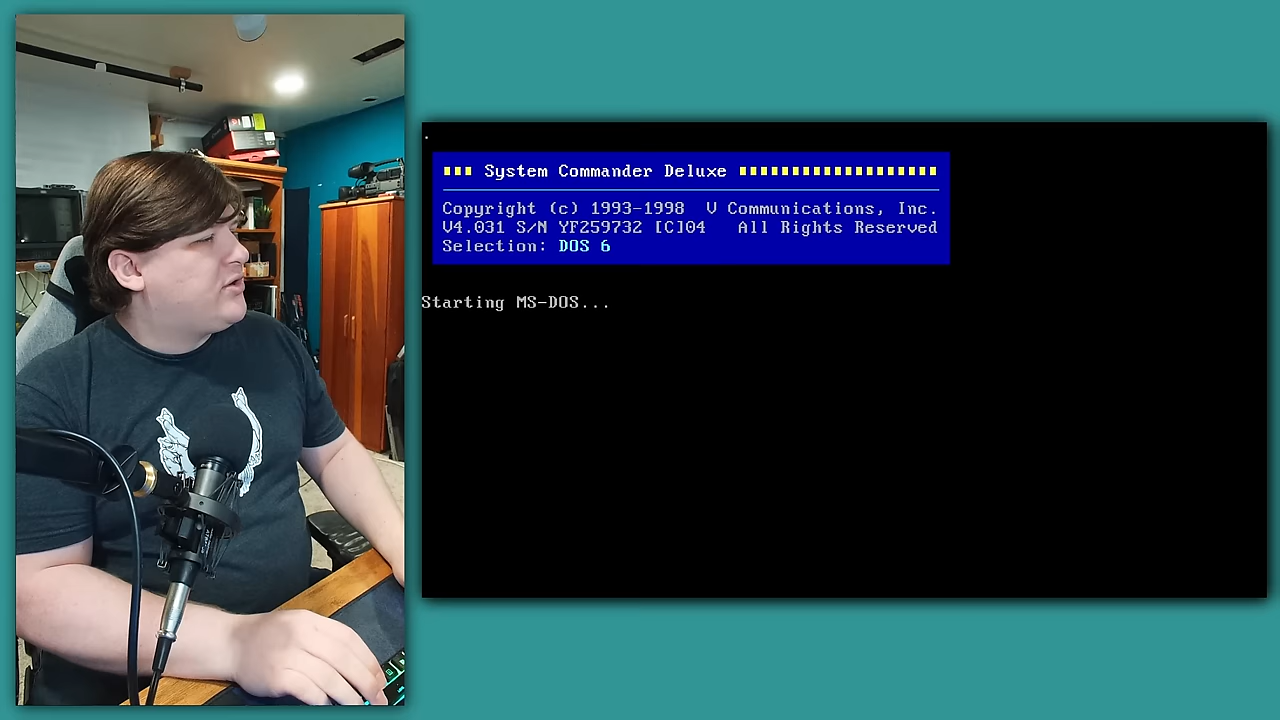 System Commander Deluxe
Copyright (c) 1993-1998 V Communications, Inc.
V4.031 S/N YF259732 [C]04 All Rights Reserved
Selection: DOS 6
Starting MS-DOS...